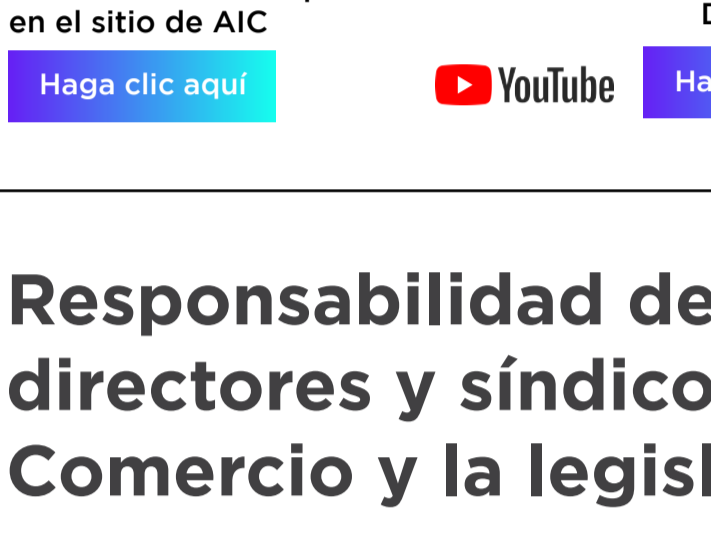 en el sitio de AIC
Haga clic aquí
YouTube
Responsabilidad de
directores y síndico
Comercio y la legisl